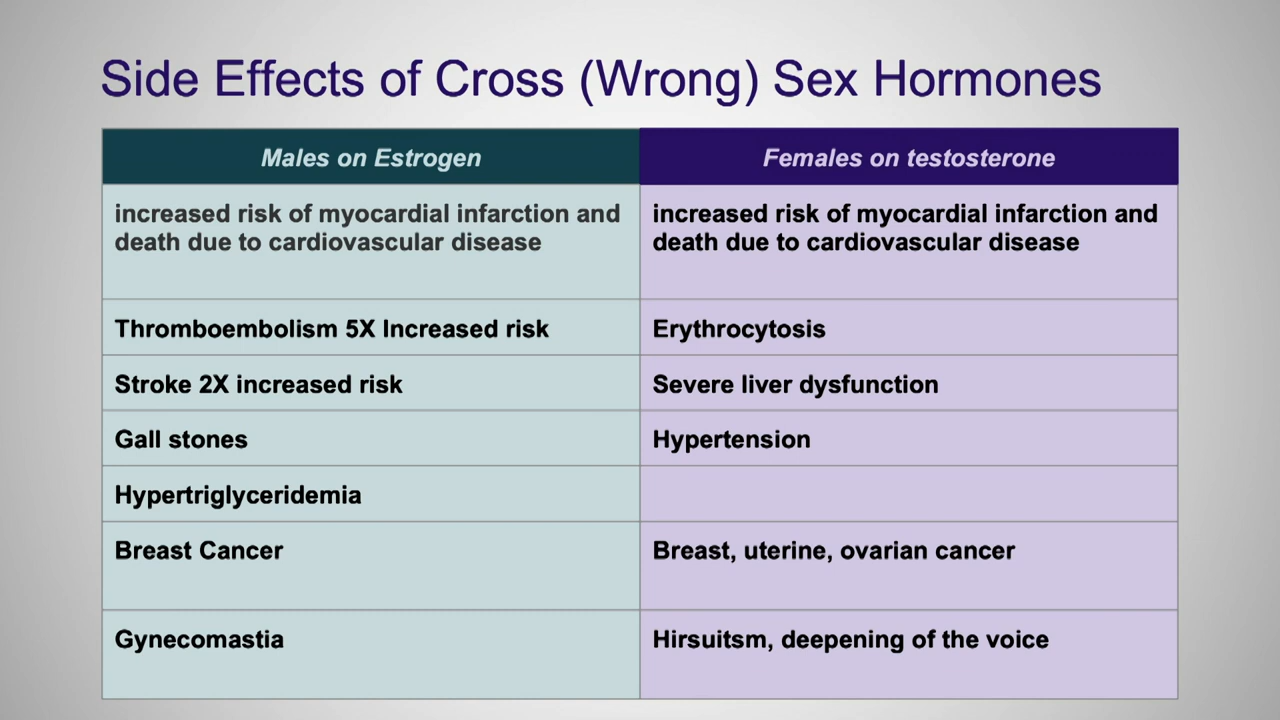 Side Effects of Cross (Wrong) Sex Hormones
Males on Estrogen
Females on testosterone
increased risk of myocardial infarction and
death due to cardiovascular disease
increased risk of myocardial infarction and
death due to cardiovascular disease
Thromboembolism 5X Increased risk
Erythrocytosis
Stroke 2X increased risk
Severe liver dysfunction
Gall stones
Hypertension
Hypertriglyceridemia
Breast Cancer
Breast, uterine, ovarian cancer
Gynecomastia
Hirsuitsm, deepening of the voice